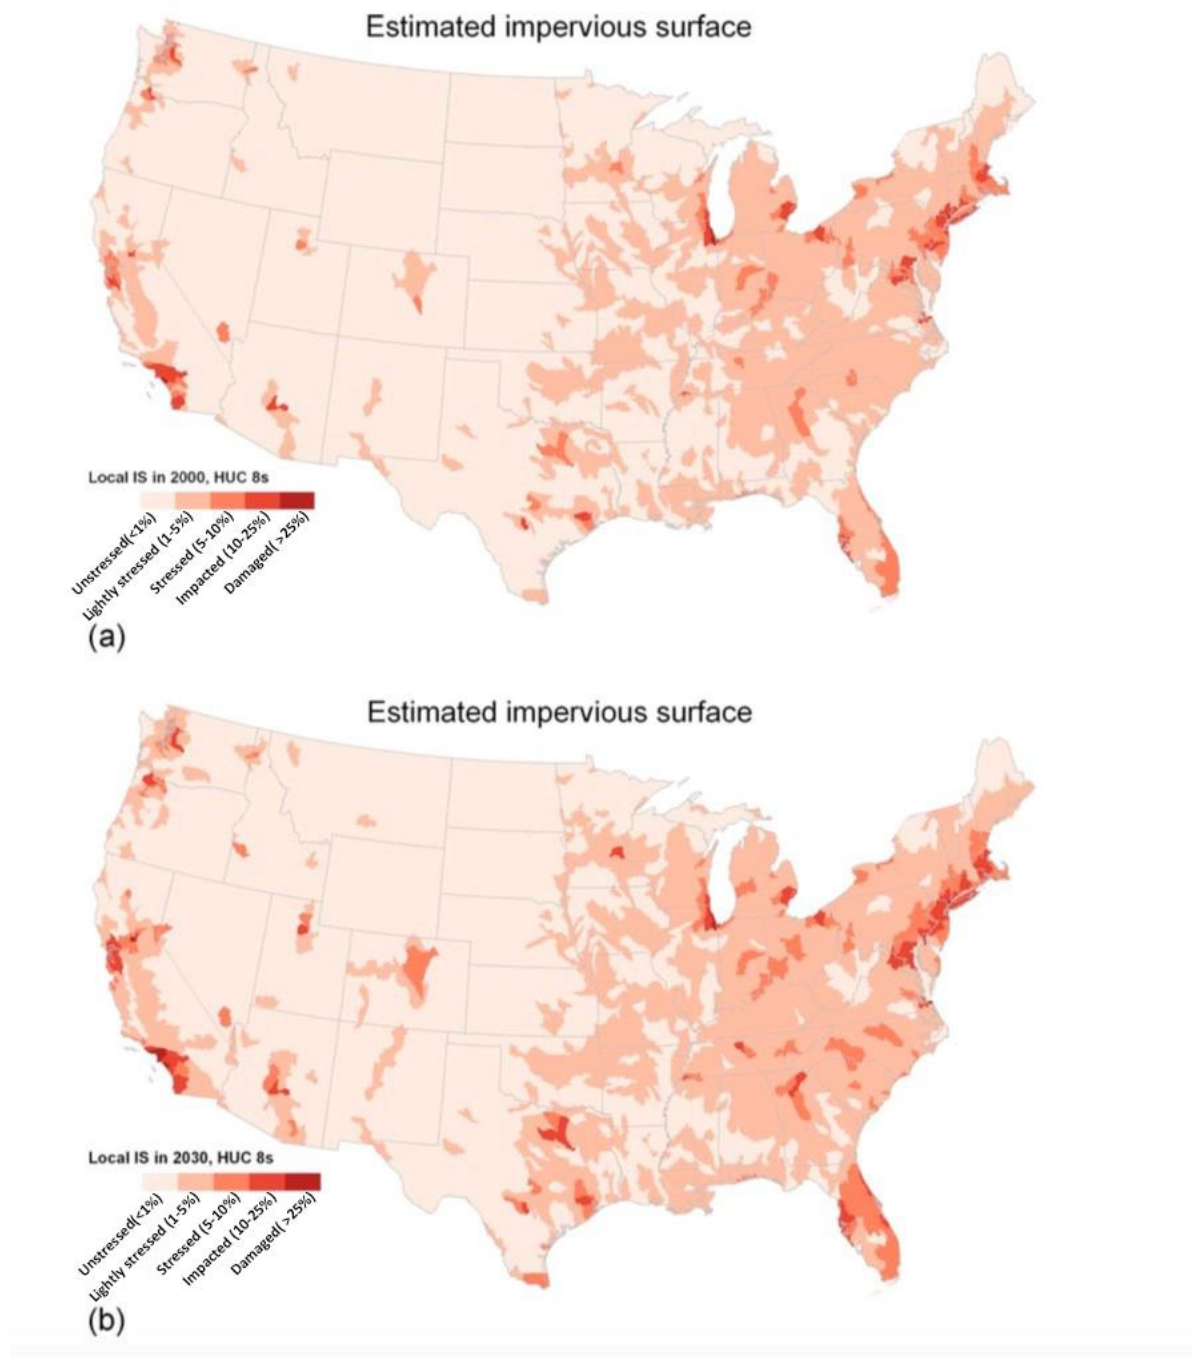 Estimated impervious surface
Local IS in 2000, HUC 8s
Unstressed(<1%)
Lightly stressed (1-5%)
Stressed (5-10%)
Impacted (10-25%)
Damaged( >25%)
(a)
Estimated impervious surface
Local IS in 2030, HUC 8s
Unstressed(<1%)
Lightly stressed (1-5%)
Stressed (5-10%)
Impacted (10-25%)
Damaged( >25%)
(b)